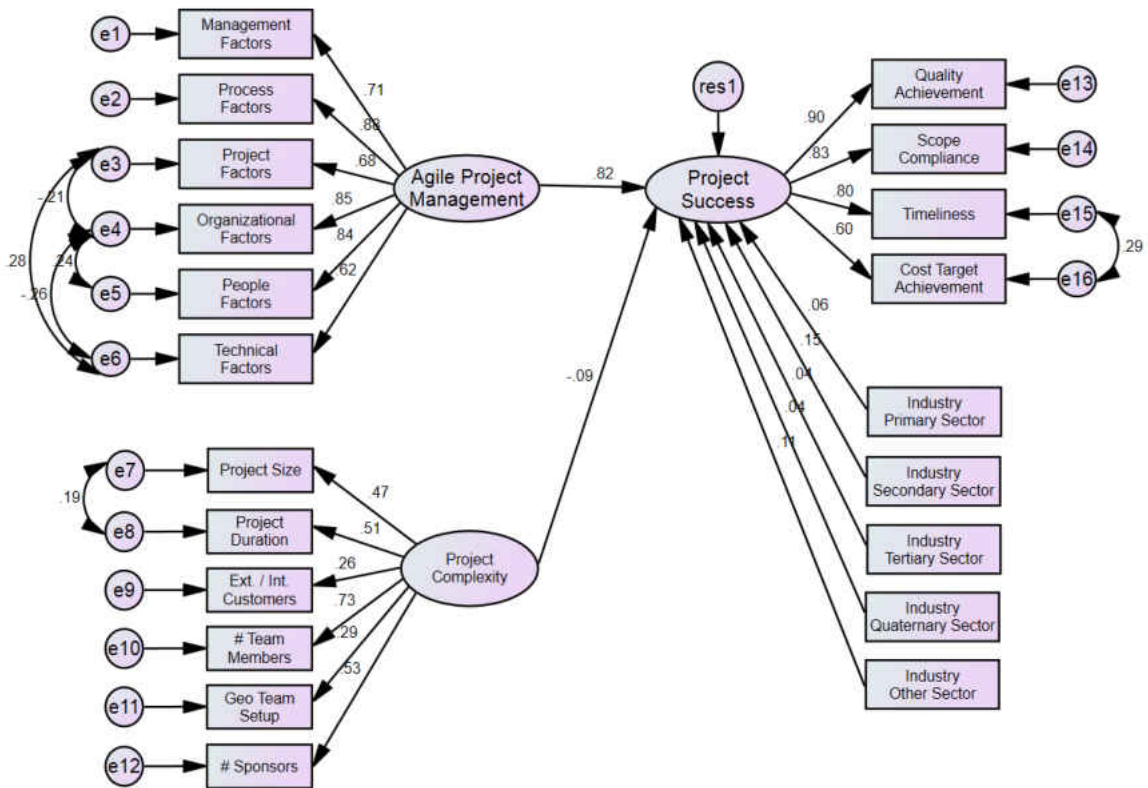 e1
Management
Factors
e2
Process
Factors
e3
Project
Factors
e4
Organizational
Factors
e5
People
Factors
e6
Technical
Factors
-.21
.24
.28
-.26
.71
.88
.68
.85
.84
.62
Agile Project
Management
.82
res1
Project
Success
.90
.83
.80
.60
Quality
Achievement
e13
Scope
Compliance
e14
Timeliness
e15
Cost Target
Achievement
e16
.29
-.09
.06
.15
.04
.04
.11
Industry
Primary Sector
Industry
Secondary Sector
Industry
Tertiary Sector
Industry
Quaternary Sector
Industry
Other Sector
e7
Project Size
.19
e8
Project
Duration
e9
Ext. / Int.
Customers
e10
# Team
Members
e11
Geo Team
Setup
e12
# Sponsors
.47
.51
.26
.73
.29
.53
Project
Complexity